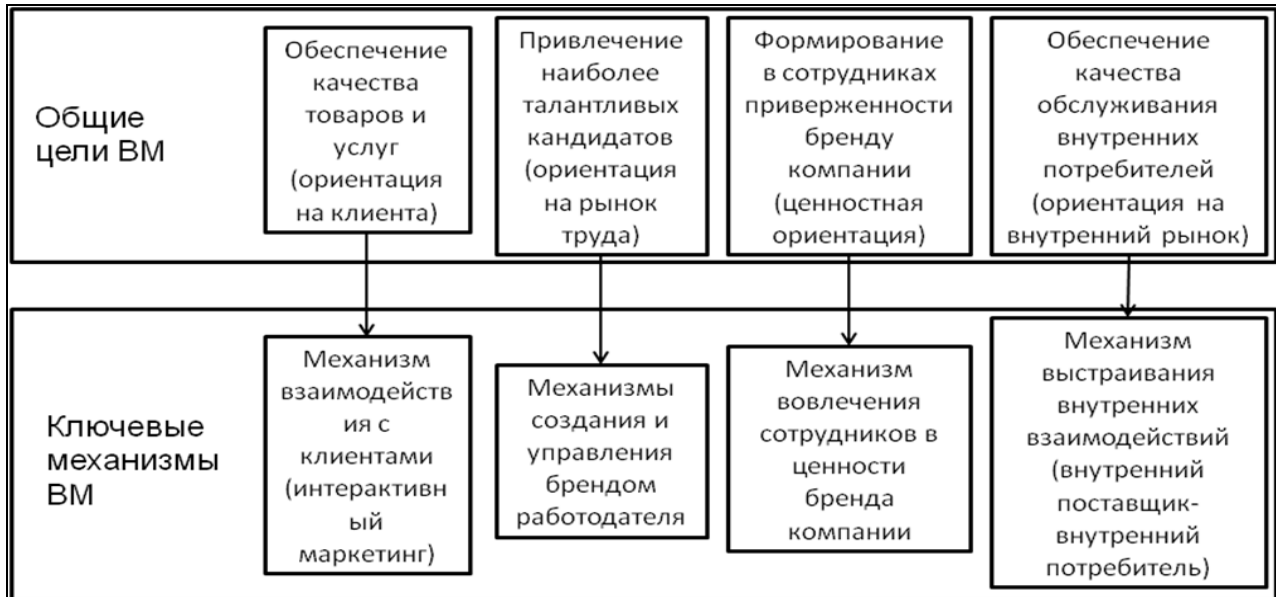 Общие
цели ВМ
Обеспечение
качества
товаров и
услуг
(ориентация
на клиента)
Привлечение
наиболее
талантливых
кандидатов
(ориентация
на рынок
труда)
Формирование
в сотрудниках
приверженности
бренду
компании
(ценностная
ориентация)
Обеспечение
качества
обслуживания
внутренних
потребителей
(ориентация на
внутренний рынок)
Ключевые
механизмы
ВМ
Механизм
взаимодейств
ия с
клиентами
(интерактивн
ый
маркетинг)
Механизмы
создания и
управления
брендом
работодателя
Механизм
вовлечения
сотрудников в
ценности
бренда
компании
Механизм
выстраивания
внутренних
взаимодействий
(внутренний
поставщик-
внутренний
потребитель)